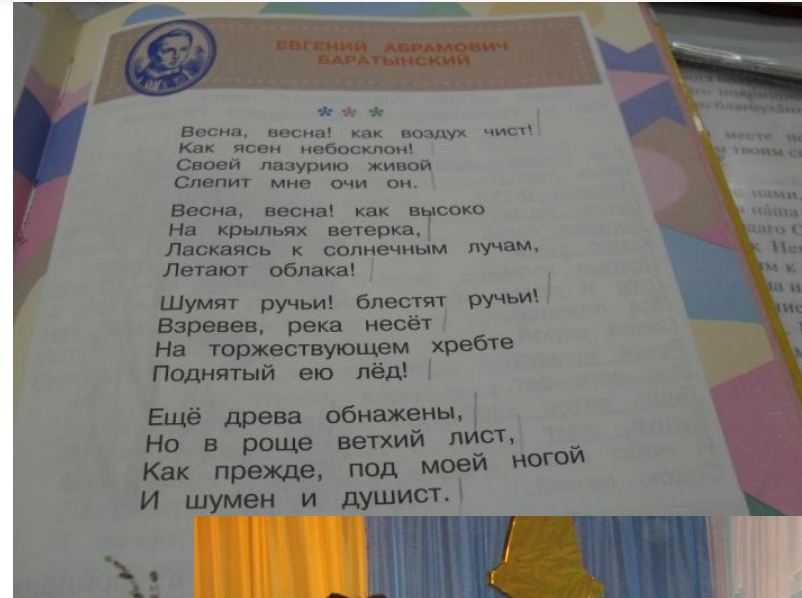 ЕВГЕНИЙ АБРАМОВИЧ
БАРАТЫНСКИЙ
* * *
Весна, весна! как воздух чист!
Как ясен небосклон!
Своей лазурию живой
Слепит мне очи он.
Весна, весна! как высоко
На крыльях ветерка,
Ласкаясь к солнечным лучам,
Летают облака!
Шумят ручьи! блестят ручьи!
Взревев, река несёт
На торжествующем хребте
Поднятый ею лёд!
Ещё древа обнажены,
Но в роще ветхий лист,
Как прежде, под моей ногой
И шумен и душист.